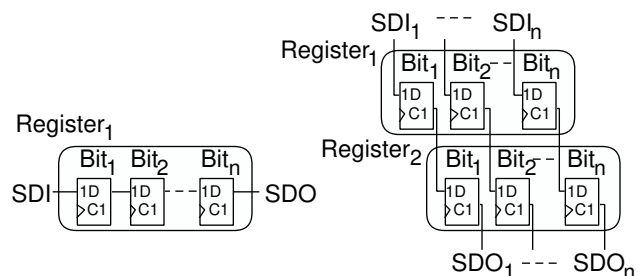 SDI₁ ---- SDIₙ
Register₁
Bit₁ Bit₂ -- Bitₙ
1D 1D 1D
C1 C1 C1
Register₂
Bit₁ Bit₂ -- Bitₙ
1D 1D 1D
C1 C1 C1
SDO₁ ---- SDOₙ
Register₁
Bit₁ Bit₂ Bitₙ
SDI 1D 1D ---- 1D SDO
C1 C1 C1